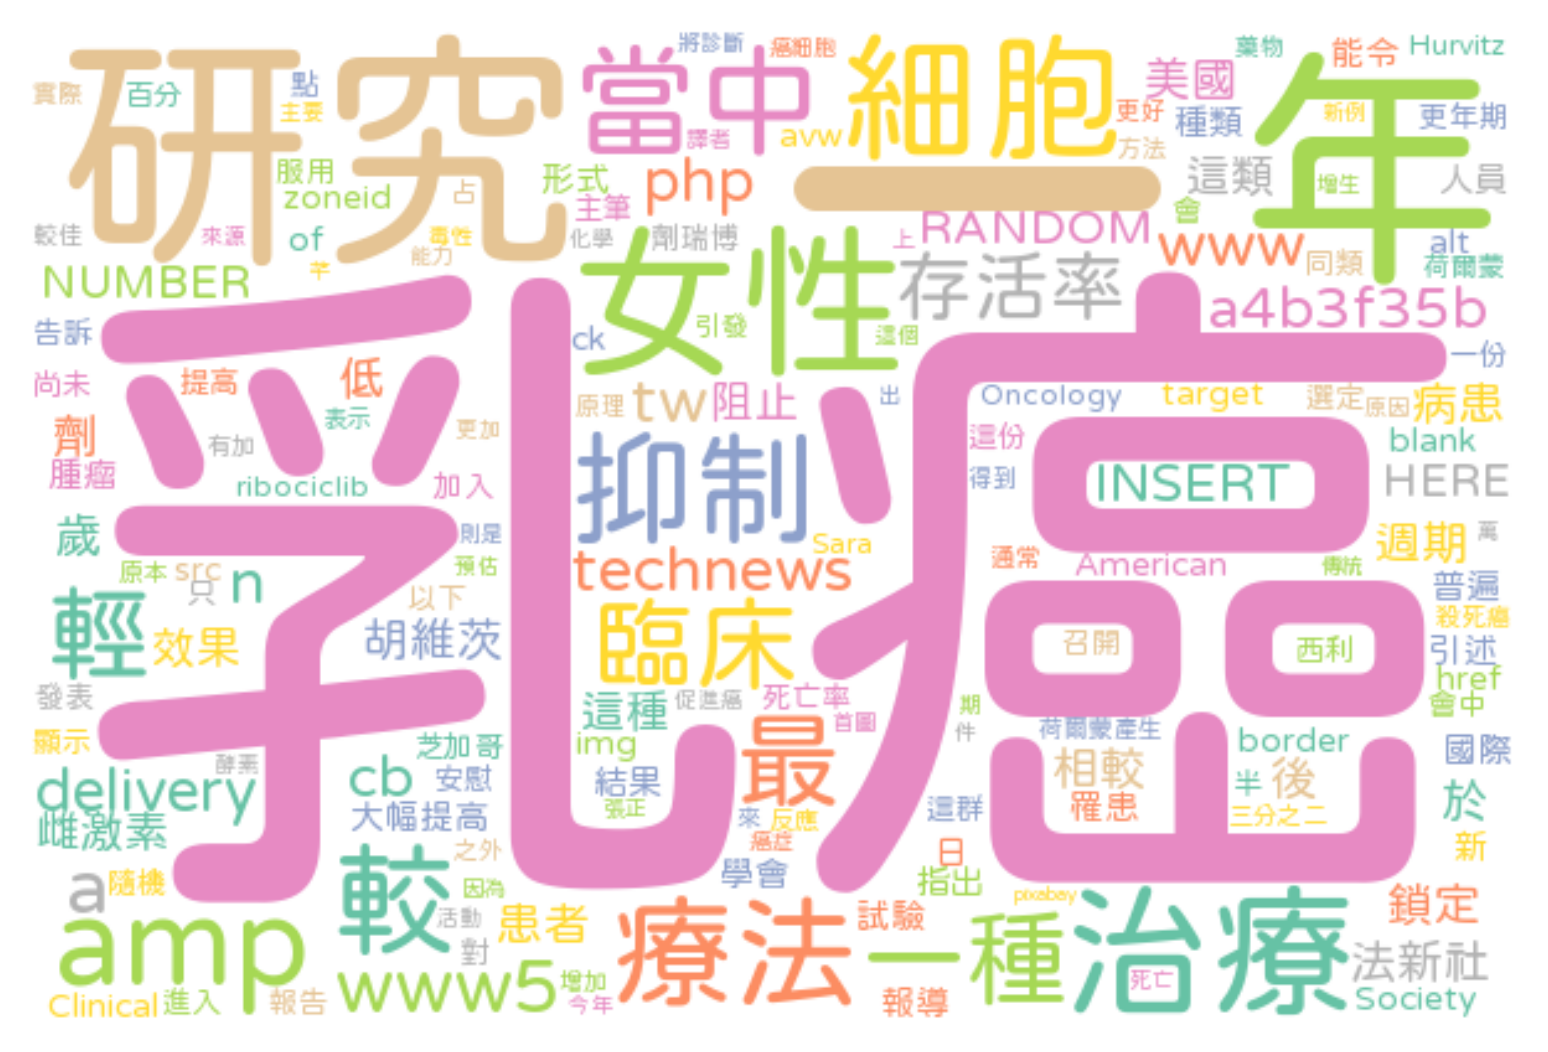 將診斷
癌細胞
藥物
能令
Hurvitz
實際
百分
點
主要
研究
當中
譯者
avw
細胞
更好
方法
美國
種類
新例
更年期
年
服用
zoneid
占
形式
主筆
php
一
這類
增生
人員
會
較佳
來源
of
毒性
能力
芊
化學
劑瑞博
上
RANDOM
www
同類
alt
荷爾蒙
NUMBER
女性
引發
這個
存活率
a4b3f35b
告訴
ck
一份
乳癌
尚未
提高
低
表示
原理
tw
阻止
出
Oncology
target
選定
原因
病患
劑
有加
更加
這份
blank
腫瘤
ribociclib
加入
抑制
得到
INSERT
HERE
歲
則是
Sara
週期
萬
原本
src
只
n
預估
technews
通常
American
傳統
普遍
輕
效果
以下
胡維茨
臨床
召開
西利
殺死癌
引述
發表
這種
促進癌
死亡率
首圖
期
件
href
會中
顯示
酵素
芝加哥
img
最
荷爾蒙產生
border
國際
delivery
cb
安慰
結果
相較
半
後
雌激素
大幅提高
張正
來
反應
癌症
這群
罹患
三分之二
於
a
隨機
較
之外
因為
學會
日
指出
新
pixabay
amp
活動
對
患者
療法
試驗
一種
治療
鎖定
死亡
法新社
Clinical
進入
報告
www5
增加
今年
報導
Society